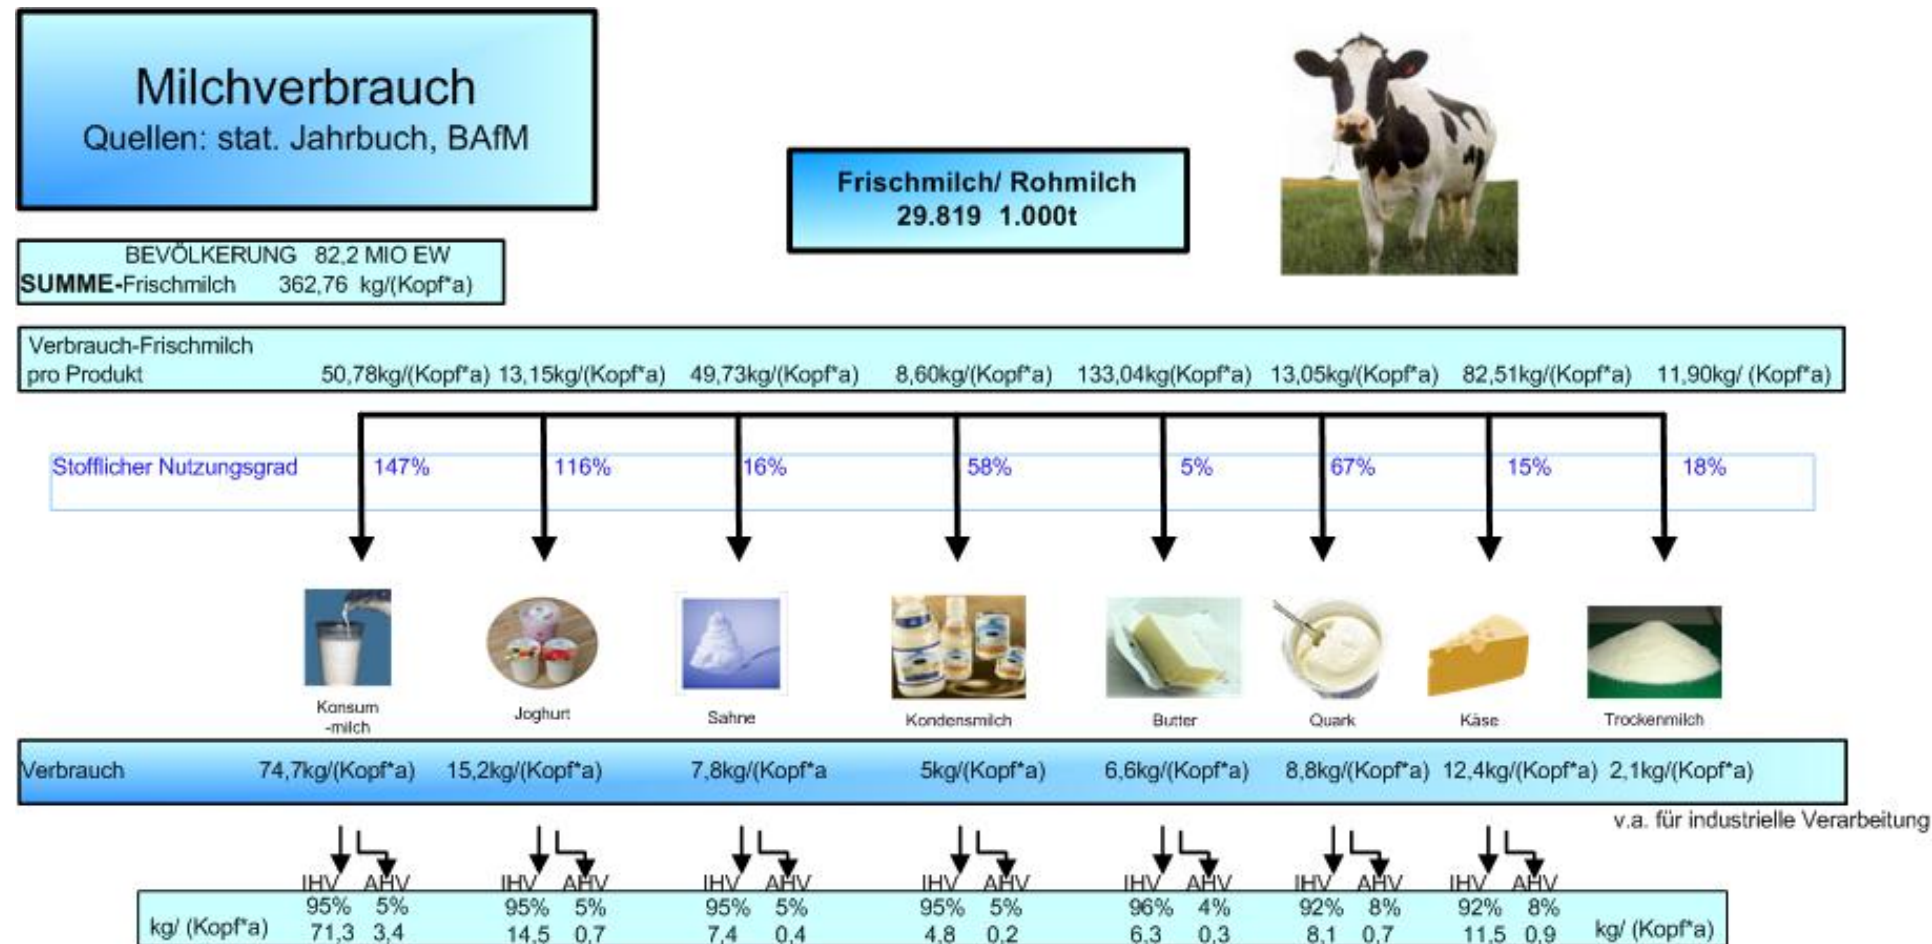 Milchverbrauch
Quellen: stat. Jahrbuch, BAfM
Frischmilch/ Rohmilch
29.819 1.000t
BEVÖLKERUNG 82,2 MIO EW
SUMME-Frischmilch 362,76 kg/(Kopf*a)
Verbrauch-Frischmilch
pro Produkt 50,78kg/(Kopf*a) 13,15kg/(Kopf*a) 49,73kg/(Kopf*a) 8,60kg/(Kopf*a) 133,04kg(Kopf*a) 13,05kg/(Kopf*a) 82,51kg/(Kopf*a) 11,90kg/ (Kopf*a)
Stofflicher Nutzungsgrad 147% 116% 16% 58% 5% 67% 15% 18%
Konsum
-milch
Joghurt
Sahne
Kondensmilch
Butter
Quark
Käse
Trockenmilch
Verbrauch 74,7kg/(Kopf*a) 15,2kg/(Kopf*a) 7,8kg/(Kopf*a 5kg/(Kopf*a) 6,6kg/(Kopf*a) 8,8kg/(Kopf*a) 12,4kg/(Kopf*a) 2,1kg/(Kopf*a)
v.a. für industrielle Verarbeitung
IHV AHV IHV AHV IHV AHV IHV AHV IHV AHV IHV AHV IHV AHV
95% 5% 95% 5% 95% 5% 95% 5% 96% 4% 92% 8% 92% 8%
kg/ (Kopf*a) 71,3 3,4 14,5 0,7 7,4 0,4 4,8 0,2 6,3 0,3 8,1 0,7 11,5 0,9 kg/ (Kopf*a)